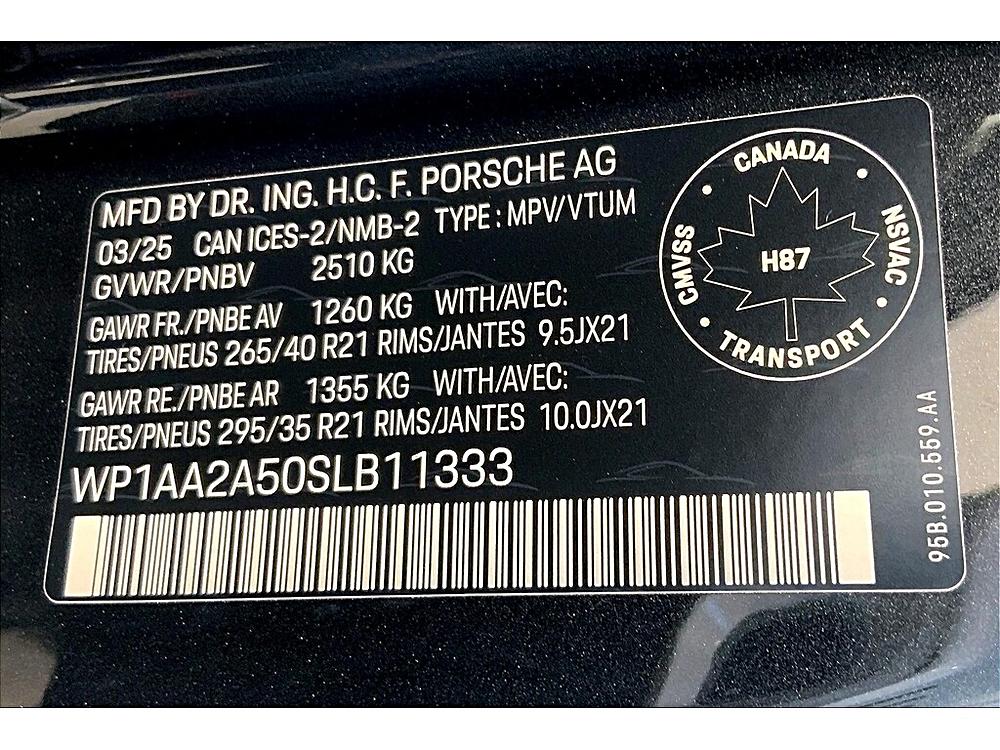 MFD BY DR. ING. H.C. F. PORSCHE AG
03/25 CAN ICES-2/NMB-2 TYPE : MPV/VTUM
GVWR/PNBV 2510 KG
GAWR FR./PNBE AV 1260 KG WITH/AVEC:
TIRES/PNEUS 265/40 R21 RIMS/JANTES 9.5JX21
GAWR RE./PNBE AR 1355 KG WITH/AVEC:
TIRES/PNEUS 295/35 R21 RIMS/JANTES 10.0JX21
WP1AA2A50SLB11333
CANADA
CMVSS
H87
NSVAC
TRANSPORT
95B.010.559.AA